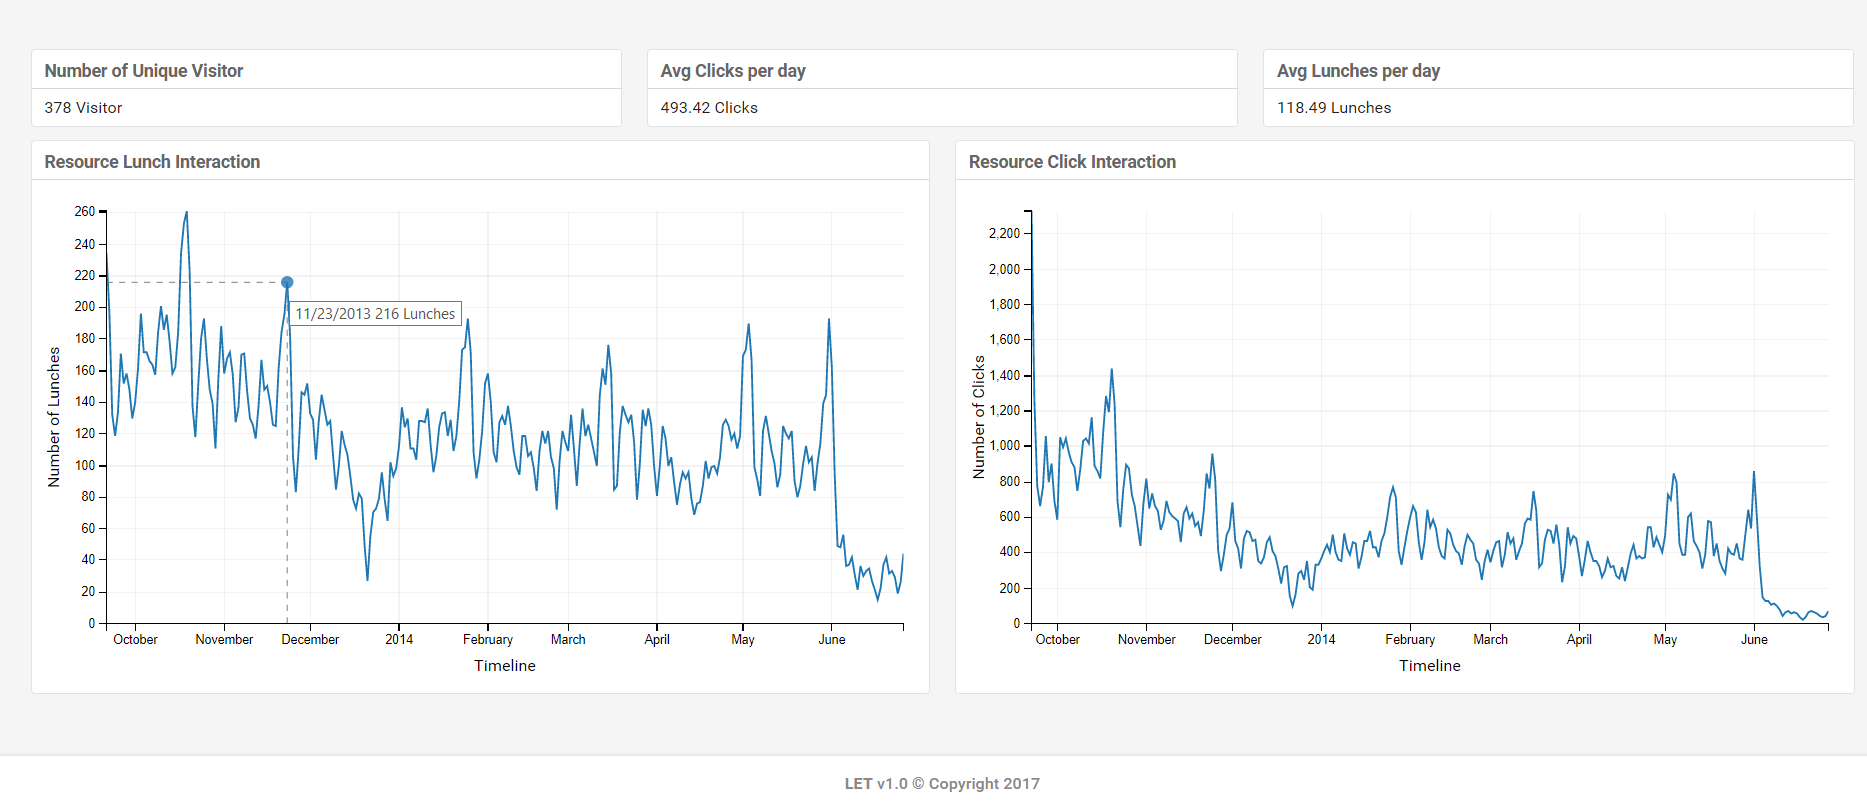 Number of Unique Visitor
378 Visitor
Avg Clicks per day
493.42 Clicks
Avg Lunches per day
118.49 Lunches
Resource Lunch Interaction
260
240
220
200
180
160
140
120
100
80
60
40
20
0
Number of Lunches
11/23/2013 216 Lunches
October November December 2014 February March April May June
Timeline
Resource Click Interaction
2,200
2,000
1,800
1,600
1,400
1,200
1,000
800
600
400
200
0
Number of Clicks
October November December 2014 February March April May June
Timeline
LET v1.0 © Copyright 2017